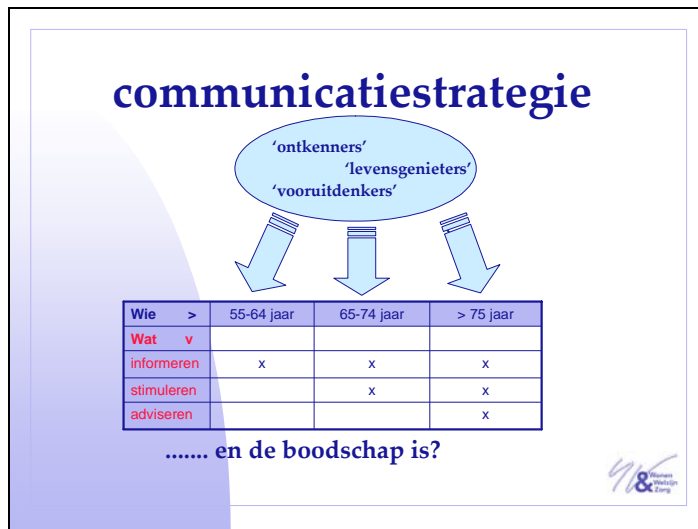 communicatiestrategie
‘ontkenners’
‘levensgenieters’
‘vooruitdenkers’
Wie > 55-64 jaar 65-74 jaar > 75 jaar
Wat v
informeren x x x
stimuleren x x
adviseren x
....... en de boodschap is?
& Wonen
Welzijn
Zorg